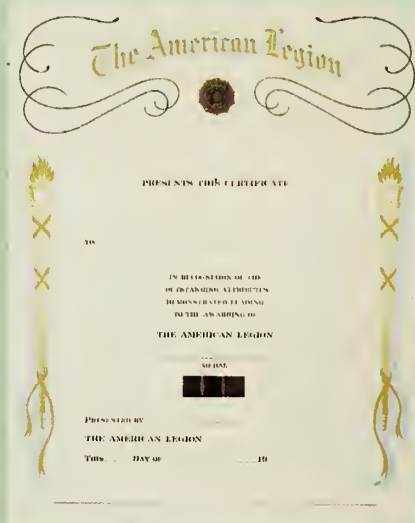 The American Legion
PRESENTS THIS CERTIFICATE
TO
IN RECOGNITION OF THE
OUTSTANDING ATTRIBUTES
DEMONSTRATED LEADING
TO THE AWARDING OF
THE AMERICAN LEGION
MEDAL
PRESENTED BY
THE AMERICAN LEGION
THIS DAY OF 19